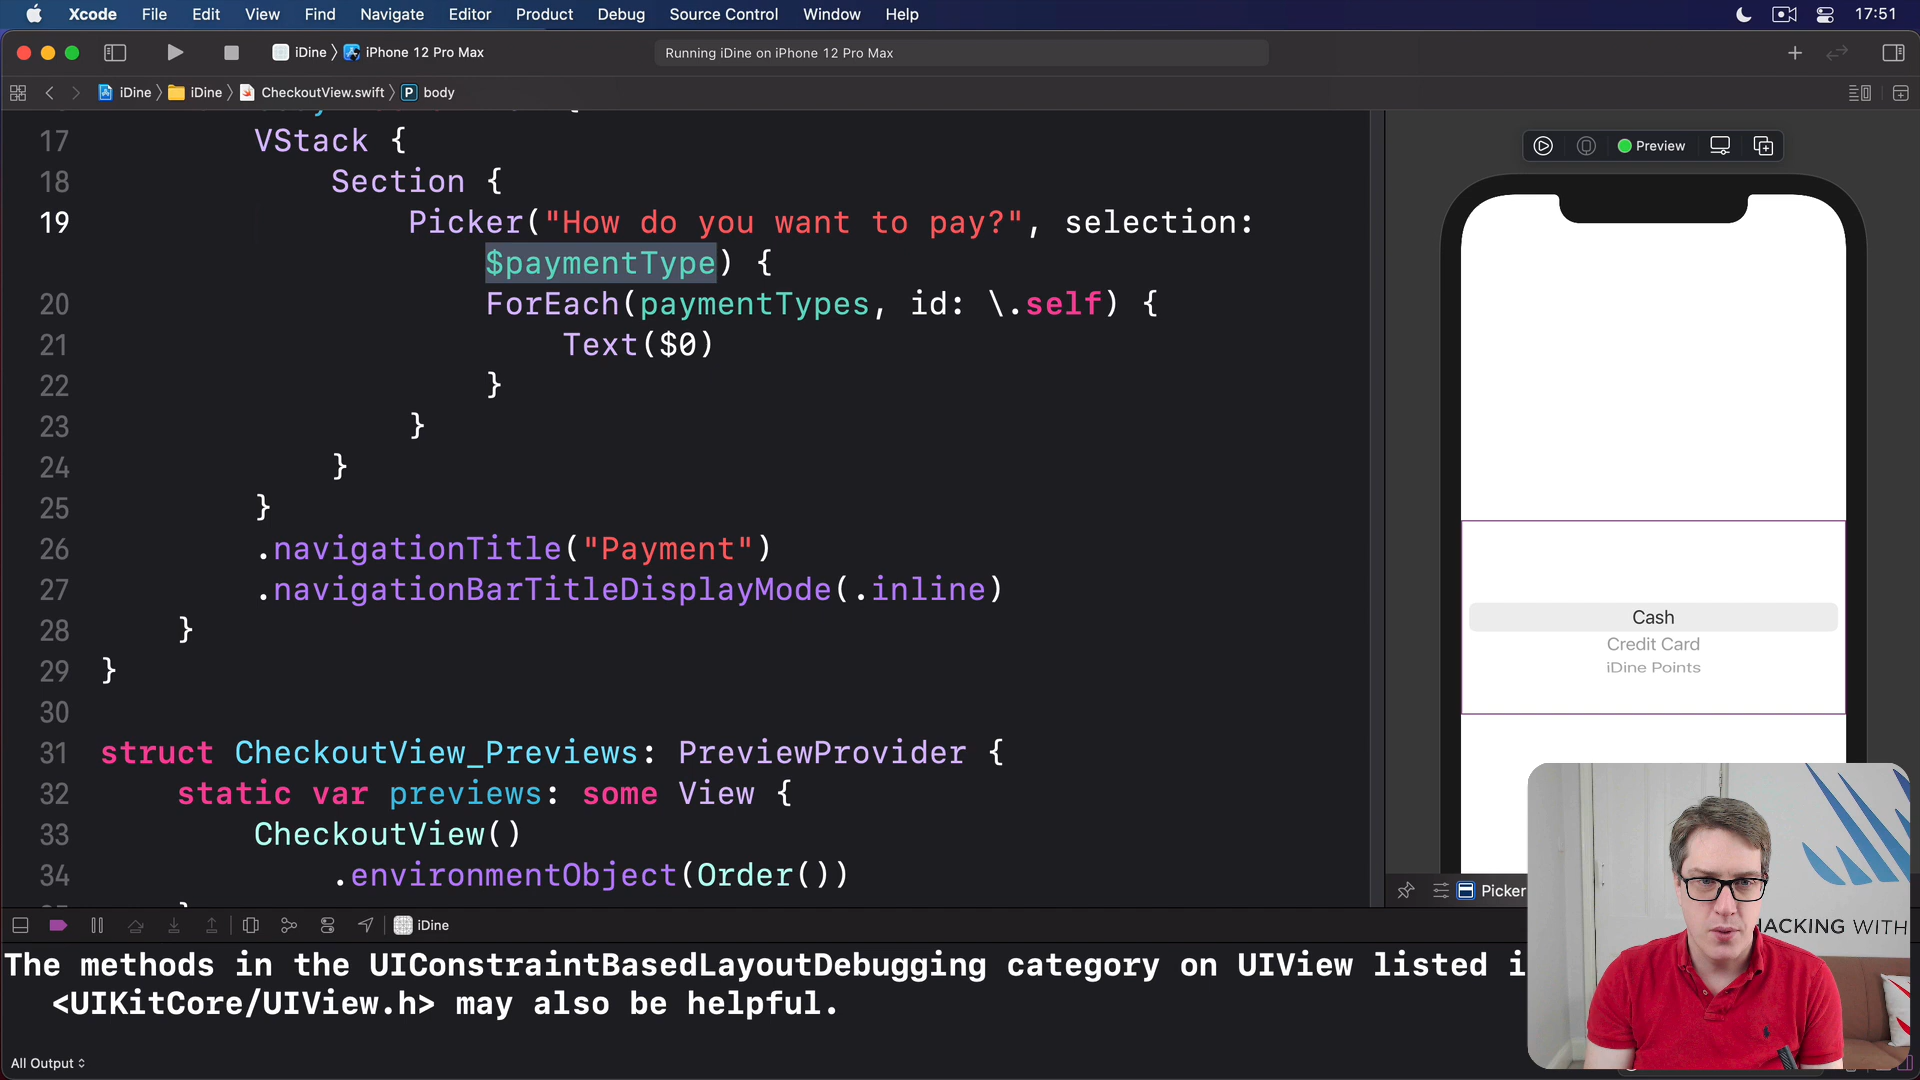 Xcode File Edit View Find Navigate Editor Product Debug Source Control Window Help 17:51
iDine 〉 iPhone 12 Pro Max
Running iDine on iPhone 12 Pro Max
iDine 〉 iDine 〉 CheckoutView.swift 〉 P body
17 VStack {
18 Section {
19 Picker("How do you want to pay?", selection:
$paymentType) {
20 ForEach(paymentTypes, id: \.self) {
21 Text($0)
22 }
23 }
24 }
25 }
26 .navigationTitle("Payment")
27 .navigationBarTitleDisplayMode(.inline)
28 }
29 }
30
31 struct CheckoutView_Previews: PreviewProvider {
32 static var previews: some View {
33 CheckoutView()
34 .environmentObject(Order())
Preview
Cash
Credit Card
iDine Points
Picker
HACKING WITH
iDine
The methods in the UIConstraintBasedLayoutDebugging category on UIView listed i
<UIKitCore/UIView.h> may also be helpful.
All Output